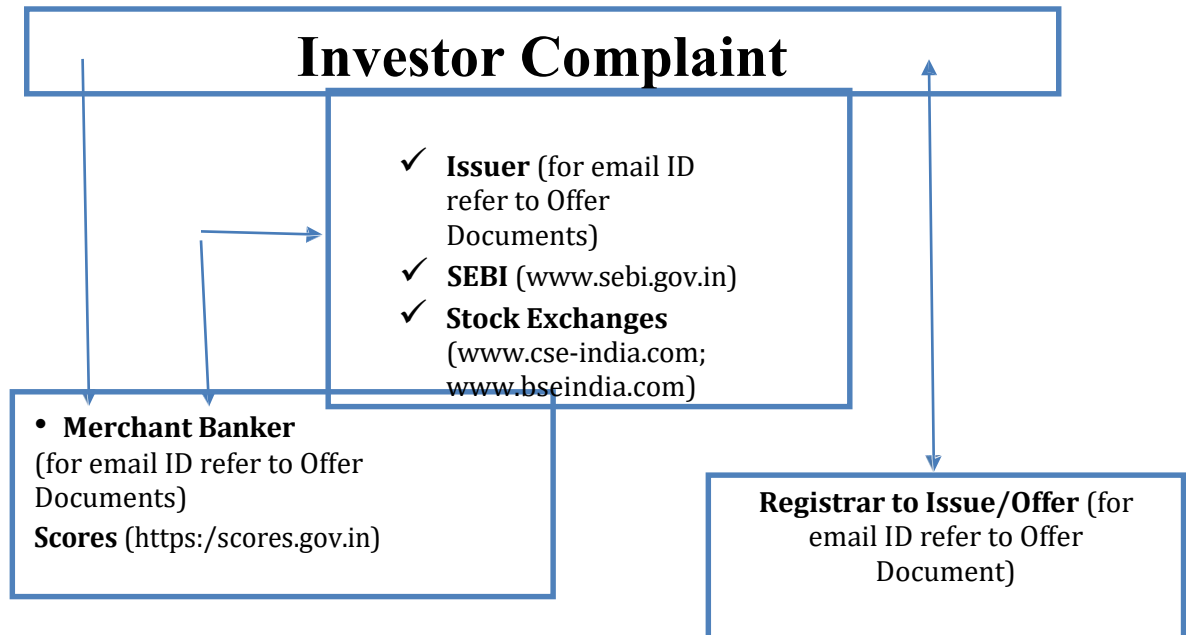 Investor Complaint
✓ Issuer (for email ID
refer to Offer
Documents)
✓ SEBI (www.sebi.gov.in)
✓ Stock Exchanges
(www.cse-india.com;
www.bseindia.com)
• Merchant Banker
(for email ID refer to Offer
Documents)
Scores (https:/scores.gov.in)
Registrar to Issue/Offer (for
email ID refer to Offer
Document)